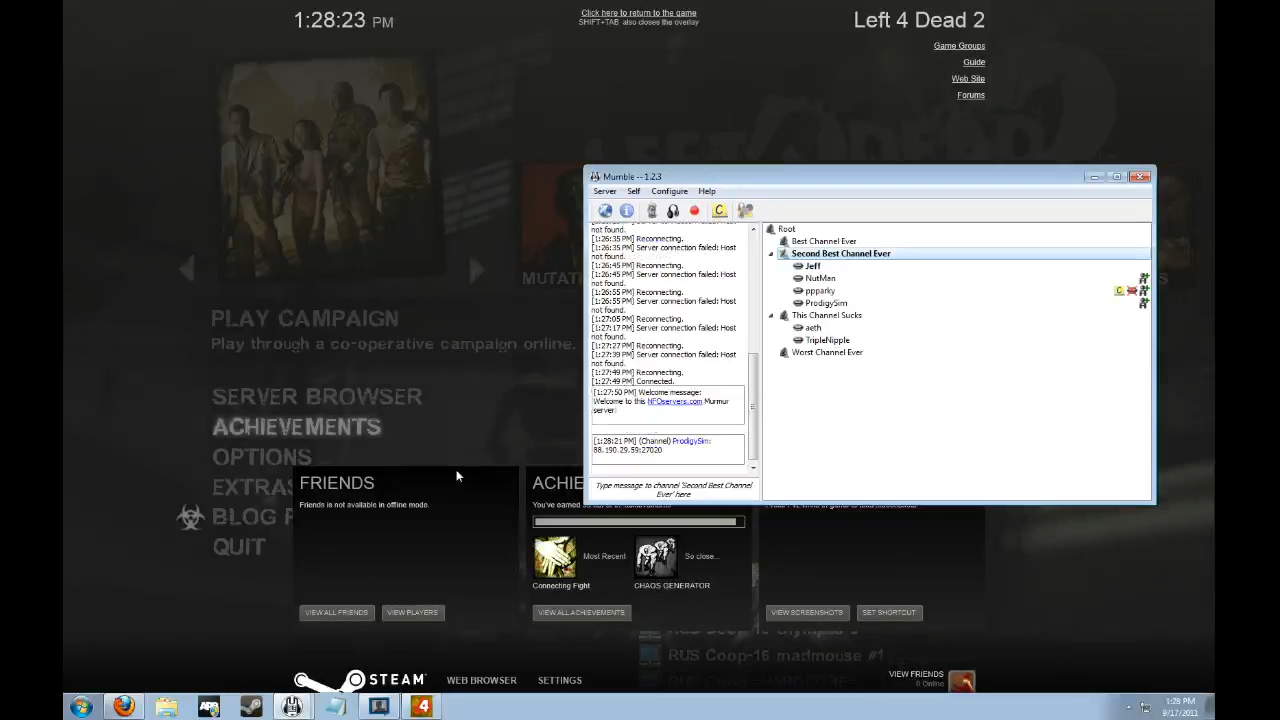 1:28:23 PM
Click here to return to the game
SHIFT+TAB also closes the overlay
Left 4 Dead 2
Game Groups
Guide
Web Site
Forums
PLAY CAMPAIGN
Play through a co-operative campaign online.
SERVER BROWSER
ACHIEVEMENTS
OPTIONS
EXTRAS
BLOG
QUIT
MUTAT
Mumble -- 1.2.3
Server Self Configure Help
not found.
[1:26:35 PM] Reconnecting.
[1:26:35 PM] Server connection failed: Host
not found.
[1:26:45 PM] Reconnecting.
[1:26:45 PM] Server connection failed: Host
not found.
[1:26:55 PM] Reconnecting.
[1:26:55 PM] Server connection failed: Host
not found.
[1:27:05 PM] Reconnecting.
[1:27:17 PM] Server connection failed: Host
not found.
[1:27:27 PM] Reconnecting.
[1:27:39 PM] Server connection failed: Host
not found.
[1:27:49 PM] Reconnecting.
[1:27:49 PM] Connected.
[1:27:50 PM] Welcome message:
Welcome to this NFOservers.com Murmur
server!
[1:28:21 PM] (Channel) ProdigySim:
88.190.29.59:27020
Type message to channel 'Second Best Channel
Ever' here
Root
Best Channel Ever
Second Best Channel Ever
Jeff
NutMan
ppparky
ProdigySim
This Channel Sucks
aeth
TripleNipple
Worst Channel Ever
FRIENDS
Friends is not available in offline mode.
VIEW ALL FRIENDS
VIEW PLAYERS
ACHIE
Most Recent
Connecting Fight
So close...
CHAOS GENERATOR
VIEW ALL ACHIEVEMENTS
VIEW SCREENSHOTS
SET SHORTCUT
RUS Coop-16 madmouse #1
STEAM
WEB BROWSER
SETTINGS
VIEW FRIENDS
0 Online
1:28 PM
9/17/2011